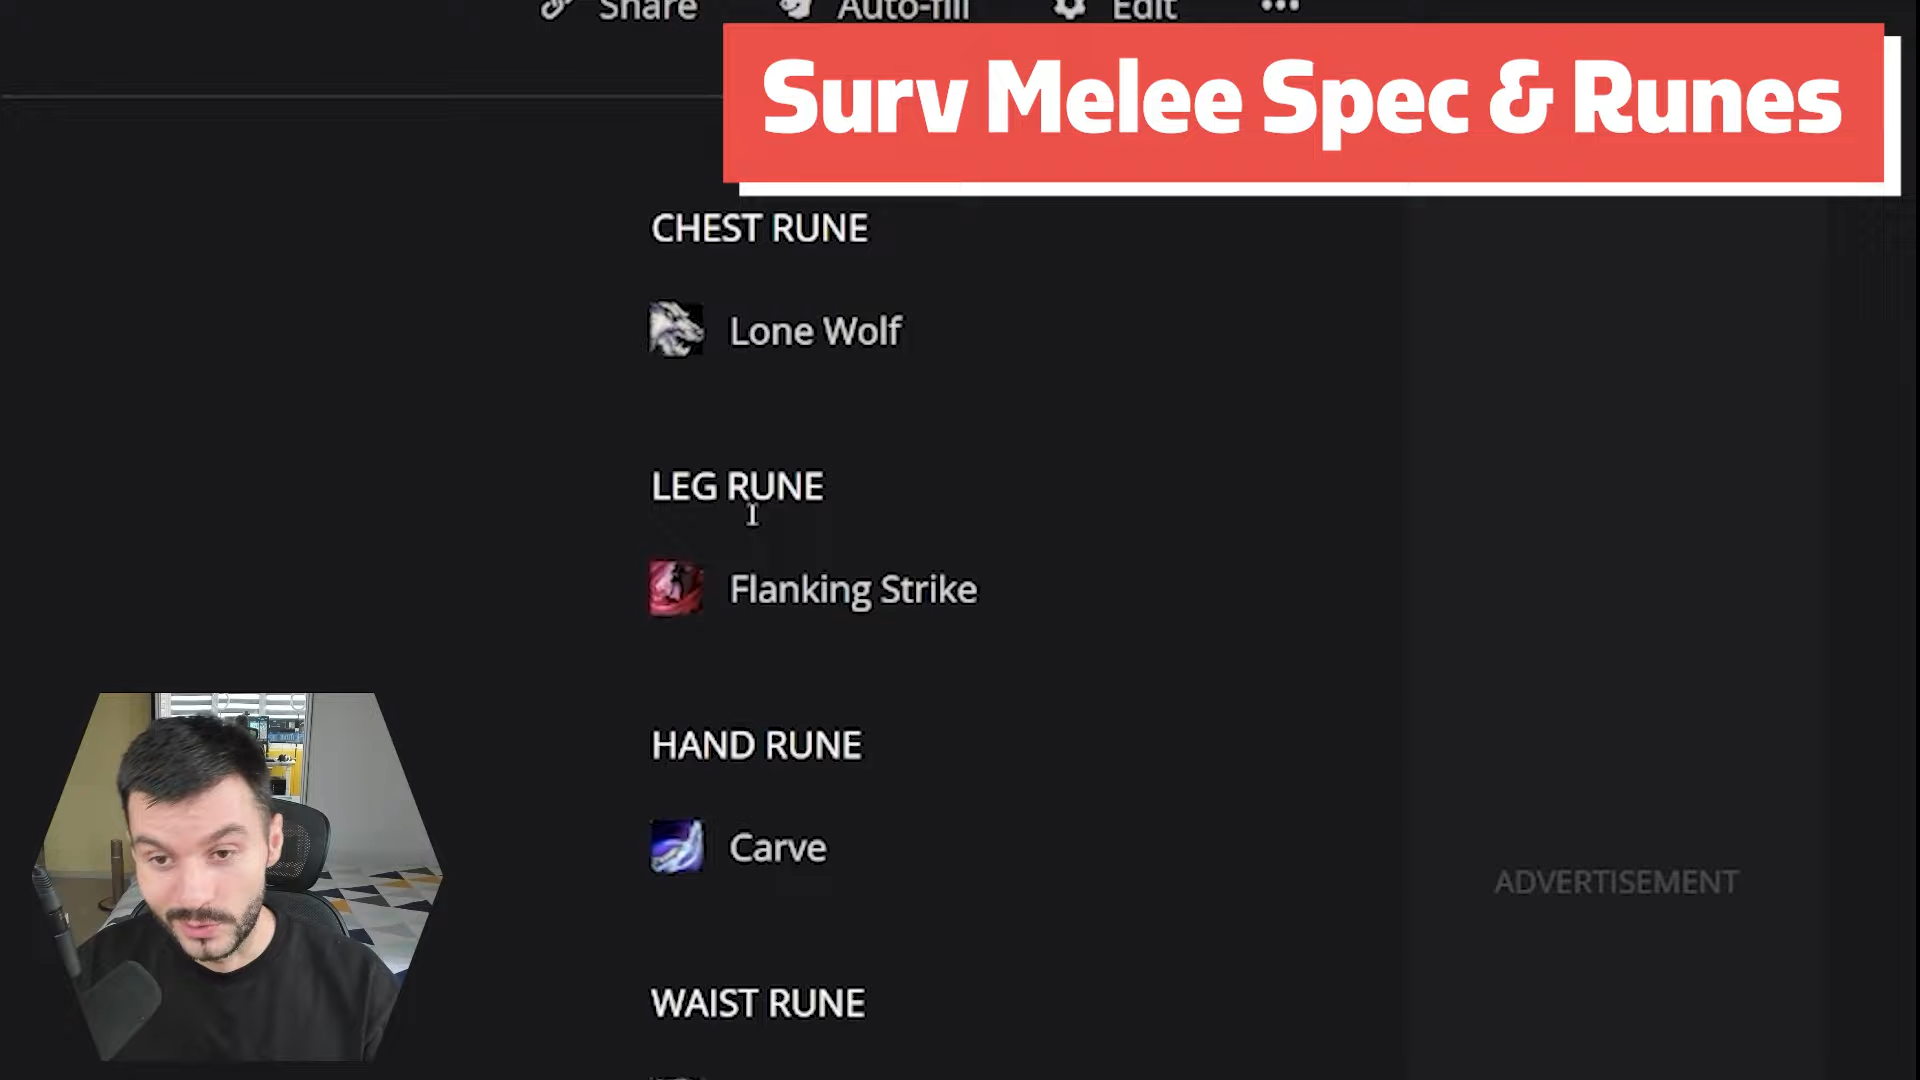 Share Auto-fill Edit ...
Surv Melee Spec & Runes
CHEST RUNE
Lone Wolf
LEG RUNE
Flanking Strike
HAND RUNE
Carve
ADVERTISEMENT
WAIST RUNE